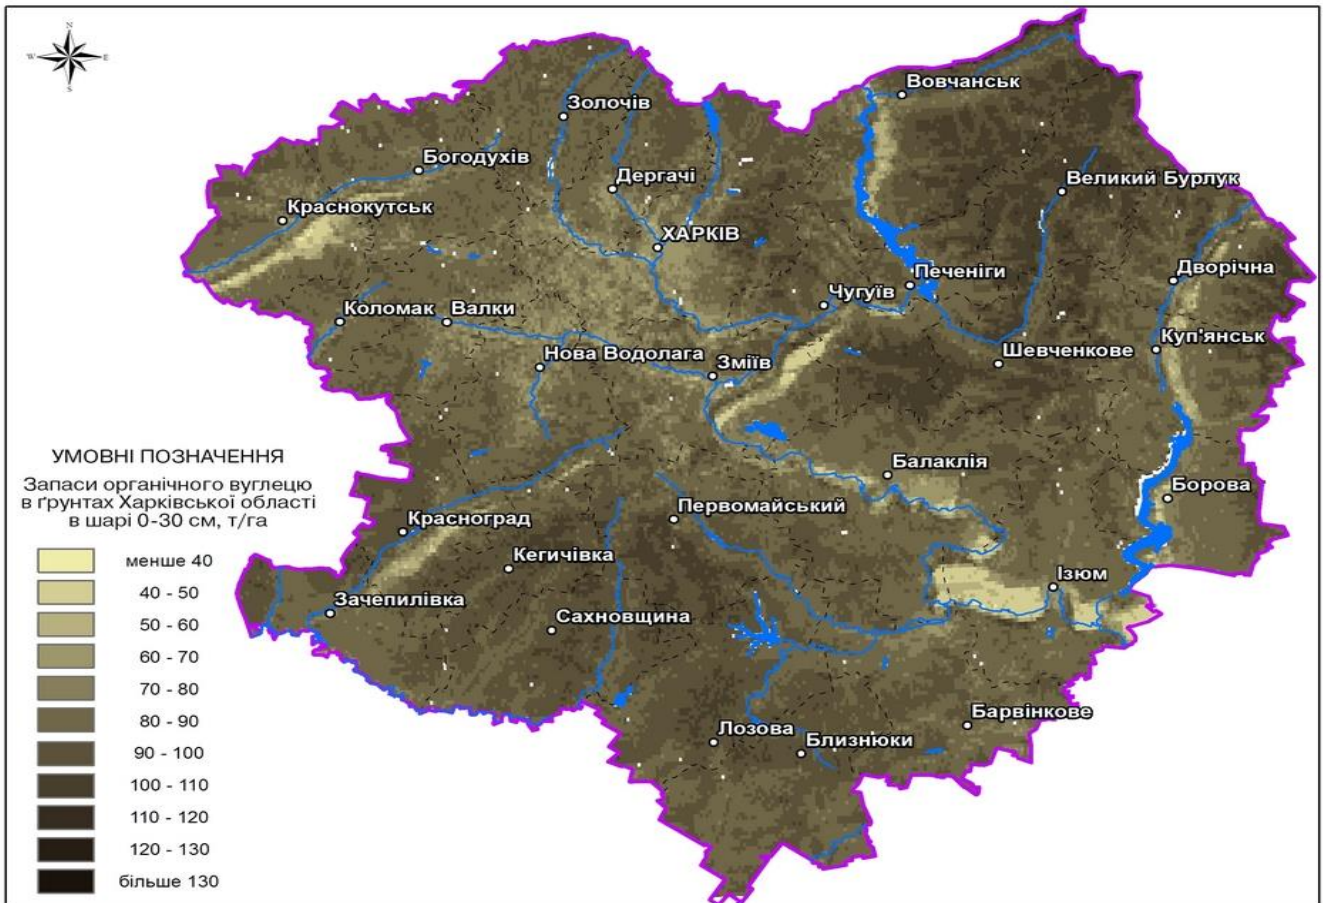 N
W E
S
Вовчанськ
Золочів
Богодухів
Дергачі
Великий Бурлук
Краснокутськ
ХАРКІВ
Печеніги
Дворічна
Чугуїв
Коломак
Валки
Нова Водолага
Зміїв
Шевченкове
Куп'янськ
Балаклія
Борова
Первомайський
Красноград
Кегичівка
Ізюм
Зачепилівка
Сахновщина
Барвінкове
Лозова
Близнюки
УМОВНІ ПОЗНАЧЕННЯ
Запаси органічного вуглецю
в ґрунтах Харківської області
в шарі 0-30 см, т/га
менше 40
40 - 50
50 - 60
60 - 70
70 - 80
80 - 90
90 - 100
100 - 110
110 - 120
120 - 130
більше 130